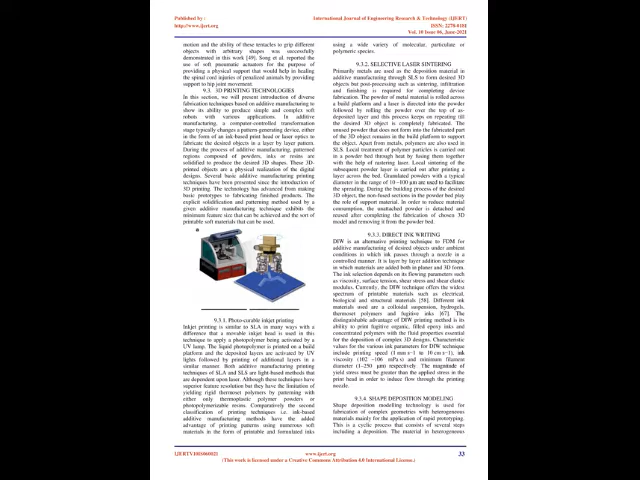 Published by :
http://www.ijert.org
International Journal of Engineering Research & Technology (IJERT)
ISSN: 2278-0181
Vol. 10 Issue 06, June-2021
motion and the ability of these tentacles to grip different
objects with arbitrary shapes was successfully
demonstrated in this work [49]. Song et al. reported the
use of soft pneumatic actuators for the purpose of
providing a physical support that would help in healing
the spinal cord injuries of penalized animals by providing
support to hip joint movement.
9.3. 3D PRINTING TECHNOLOGIES
In this section, we will present introduction of diverse
fabrication techniques based on additive manufacturing to
show its ability to produce simple and complex soft
robots with various applications. In additive
manufacturing, a computer-controlled transformation
stage typically changes a pattern-generating device, either
in the form of an ink-based print head or laser optics to
fabricate the desired objects in a layer by layer pattern.
During the process of additive manufacturing, patterned
regions composed of powders, inks or resins are
solidified to produce the desired 3D shapes. These 3D-
printed objects are a physical realization of the digital
designs. Several basic additive manufacturing printing
techniques have been presented since the introduction of
3D printing. The technology has advanced from making
basic prototypes to fabricating finished products. The
explicit solidification and patterning method used by a
given additive manufacturing technique exhibits the
minimum feature size that can be achieved and the sort of
printable soft materials that can be used.
9.3.1. Photo-curable inkjet printing
Inkjet printing is similar to SLA in many ways with a
difference that a movable inkjet head is used in this
technique to apply a photopolymer being activated by a
UV lamp. The liquid photopolymer is printed on a build
platform and the deposited layers are activated by UV
lights followed by printing of additional layers in a
similar manner. Both additive manufacturing printing
techniques of SLA and SLS are light-based methods that
are dependent upon laser. Although these techniques have
superior feature resolution but they have the limitation of
yielding rigid thermoset polymers by patterning with
either only thermoplastic polymer powders or
photopolymerizable resins. Comparatively the second
classification of printing techniques i.e. ink-based
additive manufacturing methods have the added
advantage of printing patterns using numerous soft
materials in the form of printable and formulated inks
using a wide variety of molecular, particulate or
polymeric species.
9.3.2. SELECTIVE LASER SINTERING
Primarily metals are used as the deposition material in
additive manufacturing through SLS to form desired 3D
objects but post-processing such as sintering, infiltration
and finishing is required for completing device
fabrication. The powder of metal material is rolled across
a build platform and a laser is directed into the powder
followed by rolling the powder over the top of as-
deposited layer and this process keeps on repeating till
the desired 3D object is completely fabricated. The
unused powder that does not form into the fabricated part
of the 3D object remains in the build platform to support
the object. Apart from metals, polymers are also used in
SLS. Local treatment of polymer particles is carried out
in a powder bed through heat by fusing them together
with the help of rastering laser. Local sintering of the
subsequent powder layer is carried out after printing a
layer across the bed. Granulated powders with a typical
diameter in the range of 10–100 μm are used to facilitate
the spreading. During the building process of the desired
3D object, the non-fused sections in the powder bed play
the role of support material. In order to reduce material
consumption, the unattached powder is detached and
reused after completing the fabrication of chosen 3D
model and removing it from the powder bed.
9.3.3. DIRECT INK WRITING
DIW is an alternative printing technique to FDM for
additive manufacturing of desired objects under ambient
conditions in which ink passes through a nozzle in a
controlled manner. It is layer by layer addition technique
in which materials are added both in planer and 3D form.
The ink selection depends on its flowing parameters such
as viscosity, surface tension, shear stress and shear elastic
modulus. Currently, the DIW technique offers the widest
spectrum of printable materials such as electrical,
biological and structural materials [58]. Different ink
materials used are a colloidal suspension, hydrogels,
thermoset polymers and fugitive inks [67]. The
distinguishable advantage of DIW printing method is its
ability to print fugitive organic, filled epoxy inks and
concentrated polymers with the fluid properties essential
for the deposition of complex 3D designs. Characteristic
values for the various ink parameters for DIW technique
include printing speed (1 mm s−1 to 10 cm s−1), ink
viscosity (102 –106 mPa s) and minimum filament
diameter (1–250 μm) respectively The magnitude of
yield stress must be greater than the applied stress in the
print head in order to induce flow through the printing
nozzle.
9.3.4. SHAPE DEPOSITION MODELING
Shape deposition modelling technology is used for
fabrication of complex geometries with heterogeneous
materials mainly for the application of rapid prototyping.
This is a cyclic process that consists of several steps
including a deposition. The material in heterogeneous
IJERTV10IS060021
www.ijert.org
(This work is licensed under a Creative Commons Attribution 4.0 International License.)
33